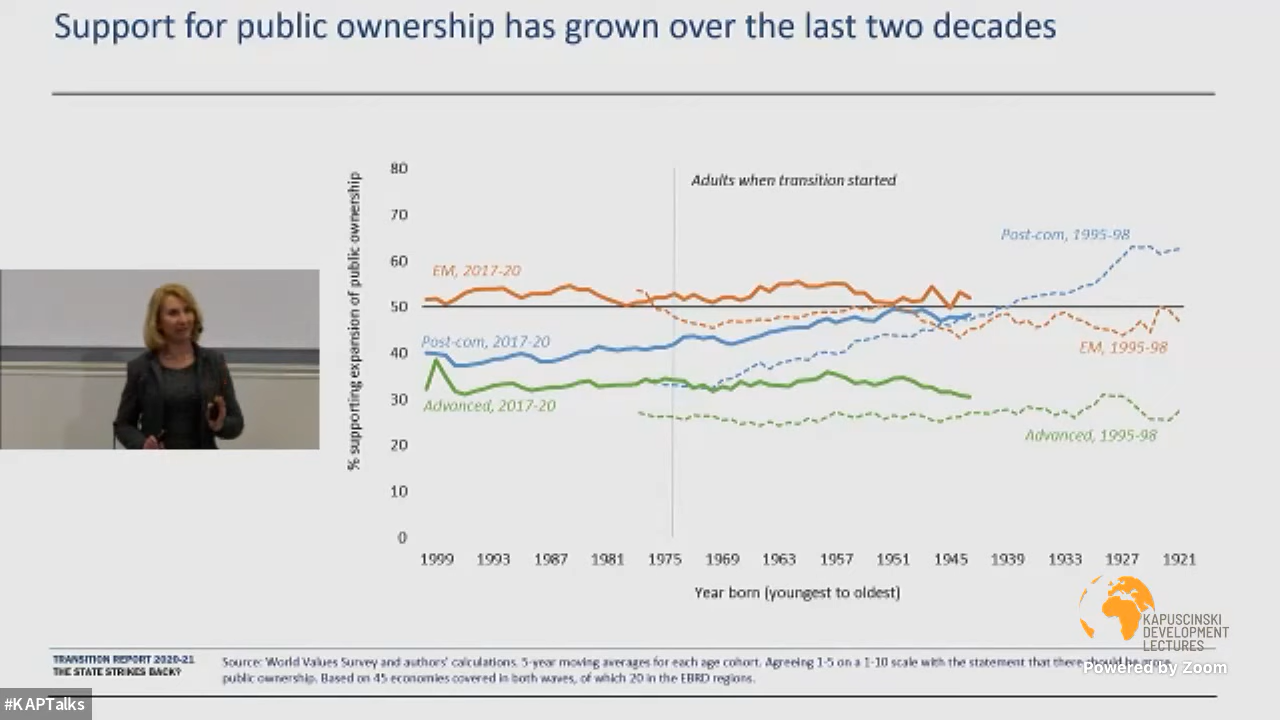 Support for public ownership has grown over the last two decades
% supporting expansion of public ownership
80
70
60
50
40
30
20
10
0
Adults when transition started
Post-com, 1995-98
EM, 2017-20
Post-com, 2017-20
EM, 1995-98
Advanced, 2017-20
Advanced, 1995-98
1999 1993 1987 1981 1975 1969 1963 1957 1951 1945 1939 1933 1927 1921
Year born (youngest to oldest)
KAPUSCINSKI
DEVELOPMENT
LECTURES
Powered by Zoom
TRANSITION REPORT 2020-21
THE STATE STRIKES BACK?
Source: World Values Survey and authors' calculations. 5-year moving averages for each age cohort. Agreeing 1-5 on a 1-10 scale with the statement that
public ownership. Based on 45 economies covered in both waves, of which 20 in the EBRD regions.
#KAPTalks